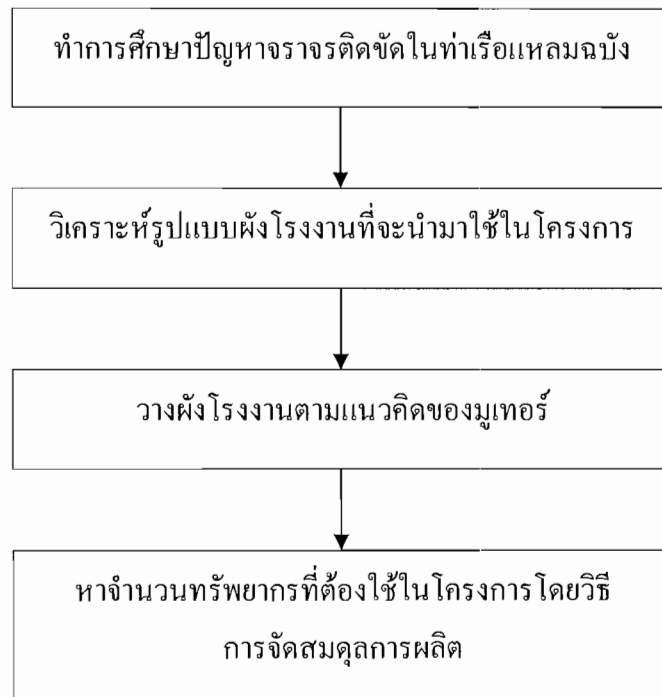 ทำการศึกษาปัญหาจราจรติดขัดในท่าเรือแหลมฉบัง
วิเคราะห์รูปแบบผังโรงงานที่จะนำมาใช้ในโครงการ
วางผังโรงงานตามแนวคิดของมูเทอร์
หาจำนวนทรัพยากรที่ต้องใช้ในโครงการโดยวิธี
การจัดสมดุลการผลิต